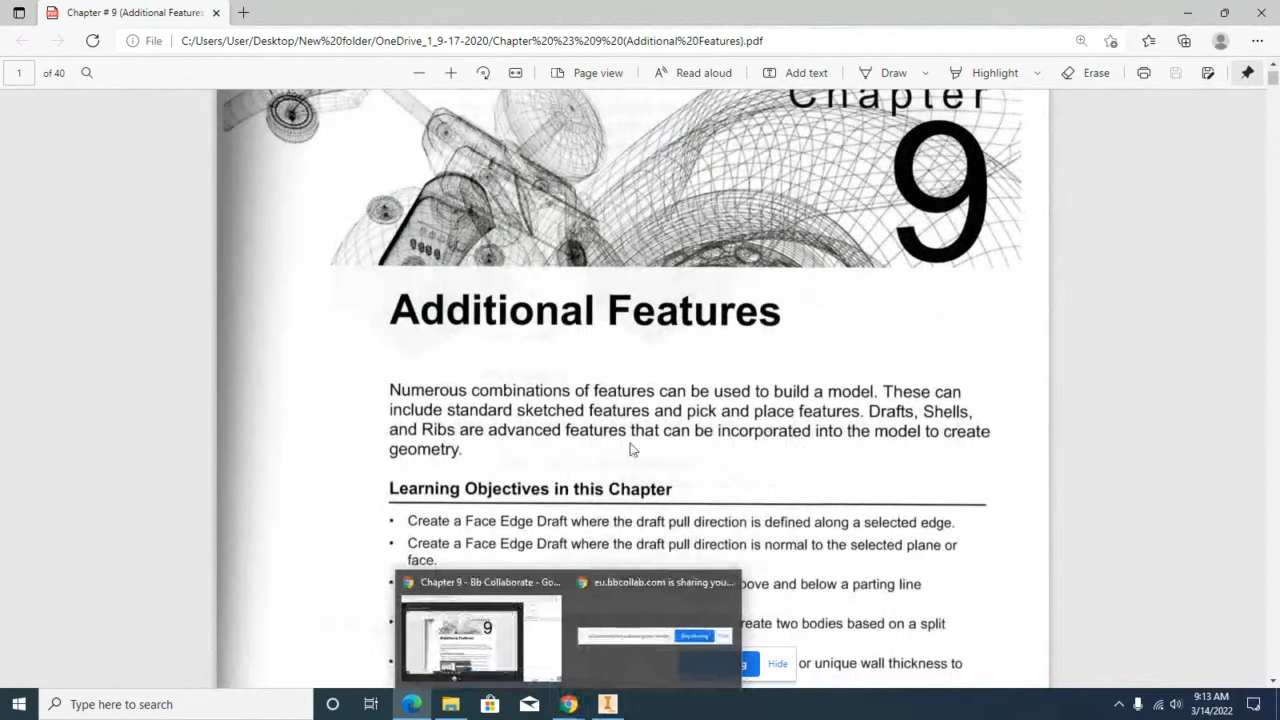 Chapter # 9 (Additional Features
File C:/Users/User/Desktop/New%20folder/OneDrive_1_9-17-2020/Chapter%20%23%209%20(Additional%20Features).pdf
1 of 40 Page view Read aloud Add text Draw Highlight Erase
Chapter
9
Additional Features
Numerous combinations of features can be used to build a model. These can
include standard sketched features and pick and place features. Drafts, Shells,
and Ribs are advanced features that can be incorporated into the model to create
geometry.
Learning Objectives in this Chapter
• Create a Face Edge Draft where the draft pull direction is defined along a selected edge.
• Create a Face Edge Draft where the draft pull direction is normal to the selected plane or
face.
Chapter 9 - Bb Collaborate - Go... eu.bbcollab.com is sharing you...
above and below a parting line
create two bodies based on a split
Hide or unique wall thickness to
Type here to search
9:13 AM
3/14/2022